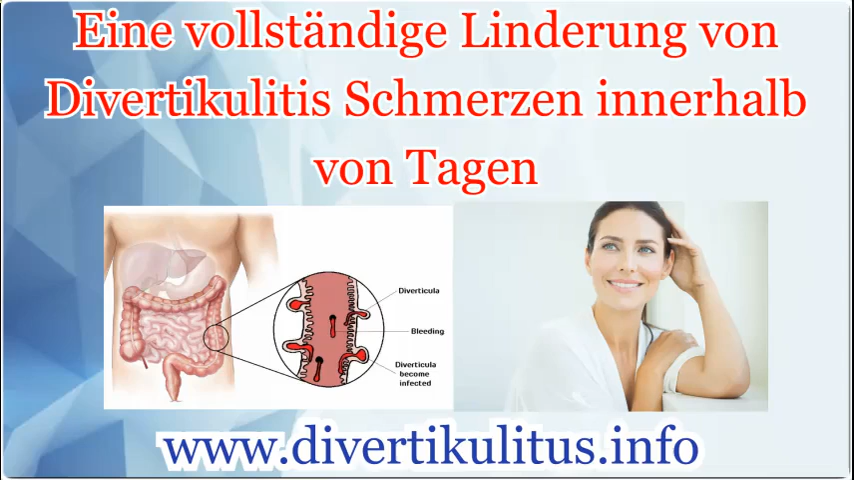 Eine vollständige Linderung von
Divertikulitis Schmerzen innerhalb
von Tagen
Diverticula
Bleeding
Diverticula
become
infected
www.divertikulitus.info